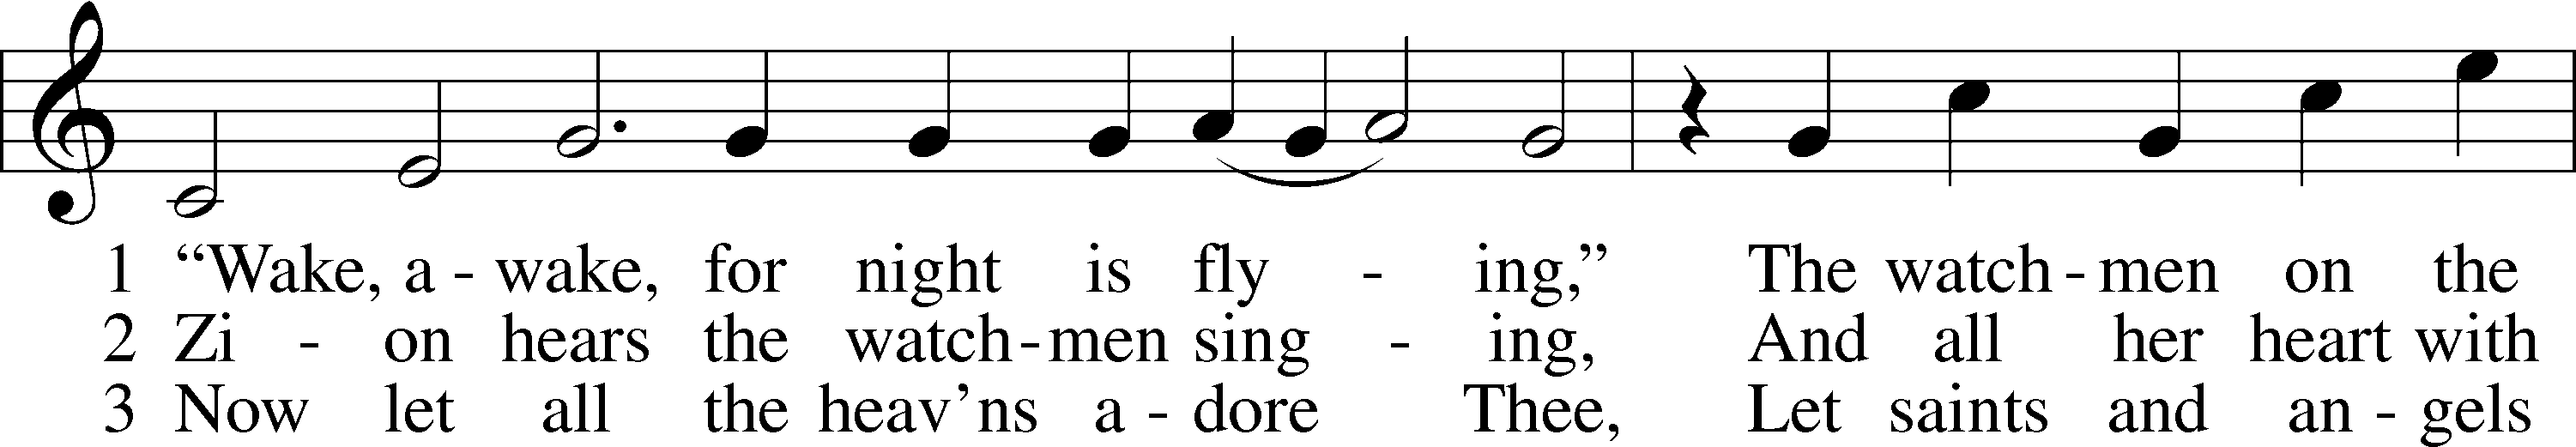 1 “Wake, a - wake, for night is fly - ing,” The watch - men on the
2 Zi - on hears the watch - men sing - ing, And all her heart with
3 Now let all the heav’ns a - dore Thee, Let saints and an - gels